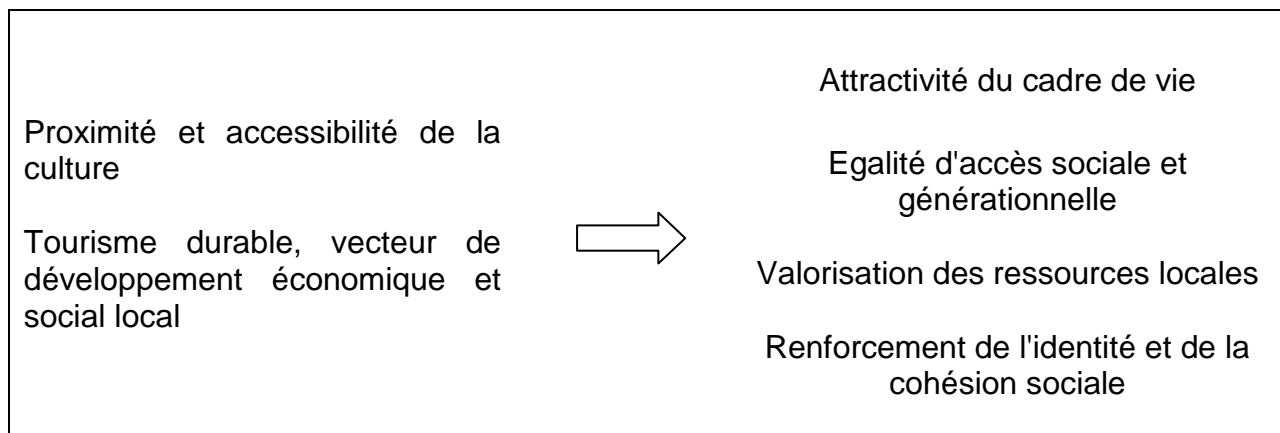 Proximité et accessibilité de la
culture
Tourisme durable, vecteur de
développement économique et
social local
Attractivité du cadre de vie
Egalité d'accès sociale et
générationnelle
Valorisation des ressources locales
Renforcement de l'identité et de la
cohésion sociale